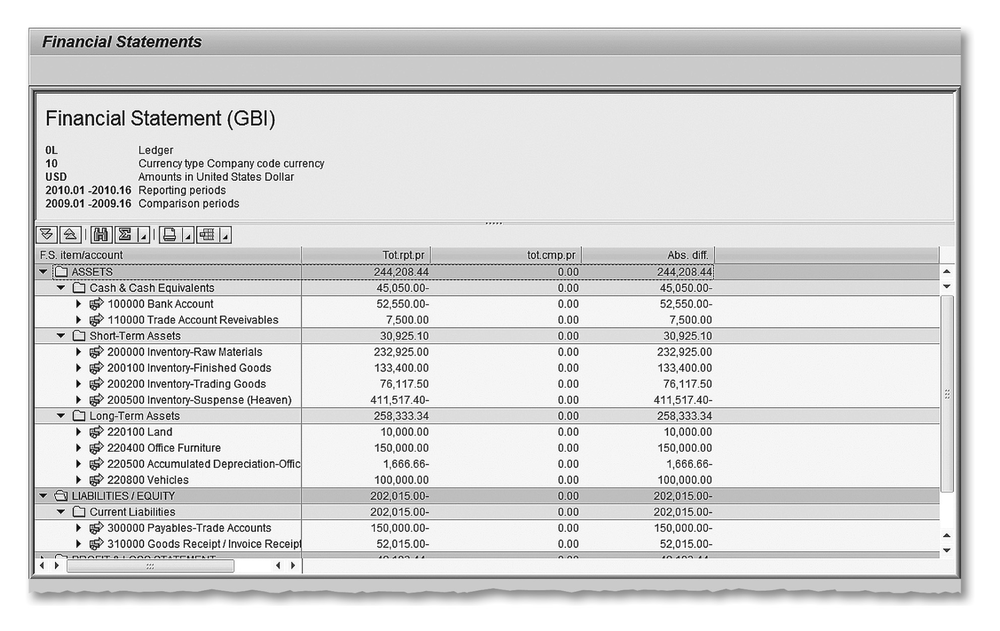 Financial Statements
Financial Statement (GBI)
0L Ledger
10 Currency type Company code currency
USD Amounts in United States Dollar
2010.01 -2010.16 Reporting periods
2009.01 -2009.16 Comparison periods
F.S. item/account Tot.rpt.pr tot.cmp.pr Abs. diff.
ASSETS 244,208.44 0.00 244,208.44
Cash & Cash Equivalents 45,050.00- 0.00 45,050.00-
100000 Bank Account 52,550.00- 0.00 52,550.00-
110000 Trade Account Reveivables 7,500.00 0.00 7,500.00
Short-Term Assets 30,925.10 0.00 30,925.10
200000 Inventory-Raw Materials 232,925.00 0.00 232,925.00
200100 Inventory-Finished Goods 133,400.00 0.00 133,400.00
200200 Inventory-Trading Goods 76,117.50 0.00 76,117.50
200500 Inventory-Suspense (Heaven) 411,517.40- 0.00 411,517.40-
Long-Term Assets 258,333.34 0.00 258,333.34
220100 Land 10,000.00 0.00 10,000.00
220400 Office Furniture 150,000.00 0.00 150,000.00
220500 Accumulated Depreciation-Offic 1,666.66- 0.00 1,666.66-
220800 Vehicles 100,000.00 0.00 100,000.00
LIABILITIES / EQUITY 202,015.00- 0.00 202,015.00-
Current Liabilities 202,015.00- 0.00 202,015.00-
300000 Payables-Trade Accounts 150,000.00- 0.00 150,000.00-
310000 Goods Receipt / Invoice Receipt 52,015.00- 0.00 52,015.00-
PROFIT & LOSS STATEMENT 0.00